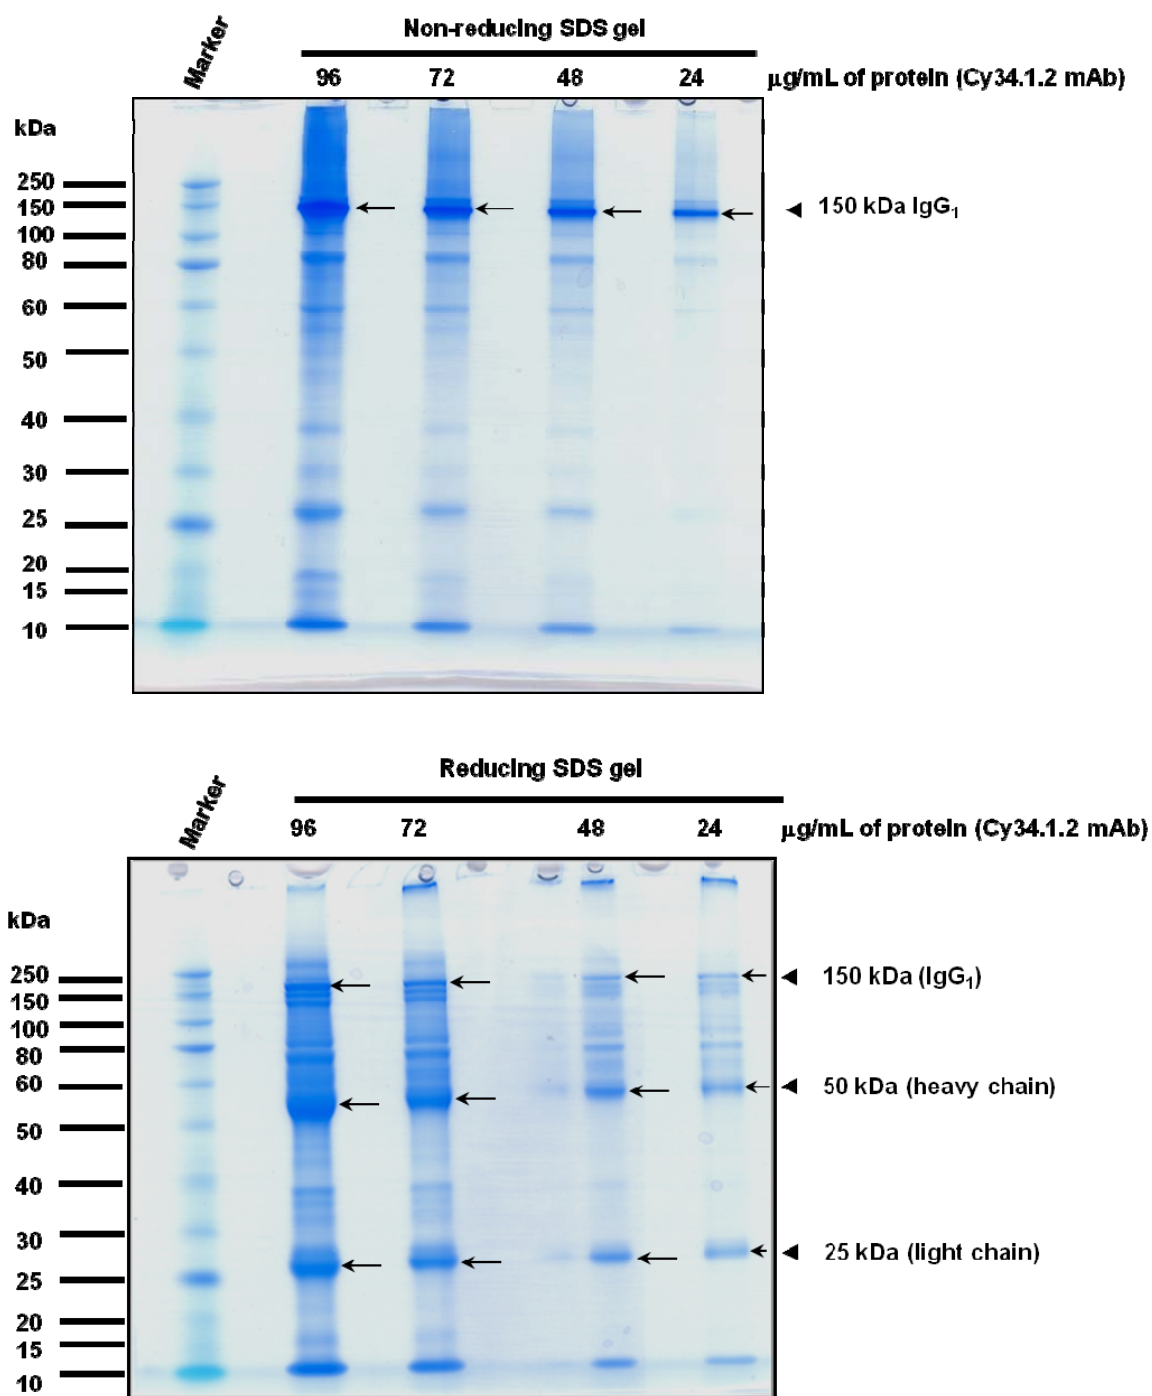 Non-reducing SDS gel
Marker
96 72 48 24 μg/mL of protein (Cy34.1.2 mAb)
kDa
250
150
150 kDa IgG1
100
80
60
50
40
30
25
20
15
10
Reducing SDS gel
Marker
96 72 48 24 μg/mL of protein (Cy34.1.2 mAb)
kDa
250
150 kDa (IgG1)
150
100
80
60
50 kDa (heavy chain)
50
40
30
25 kDa (light chain)
25
20
15
10